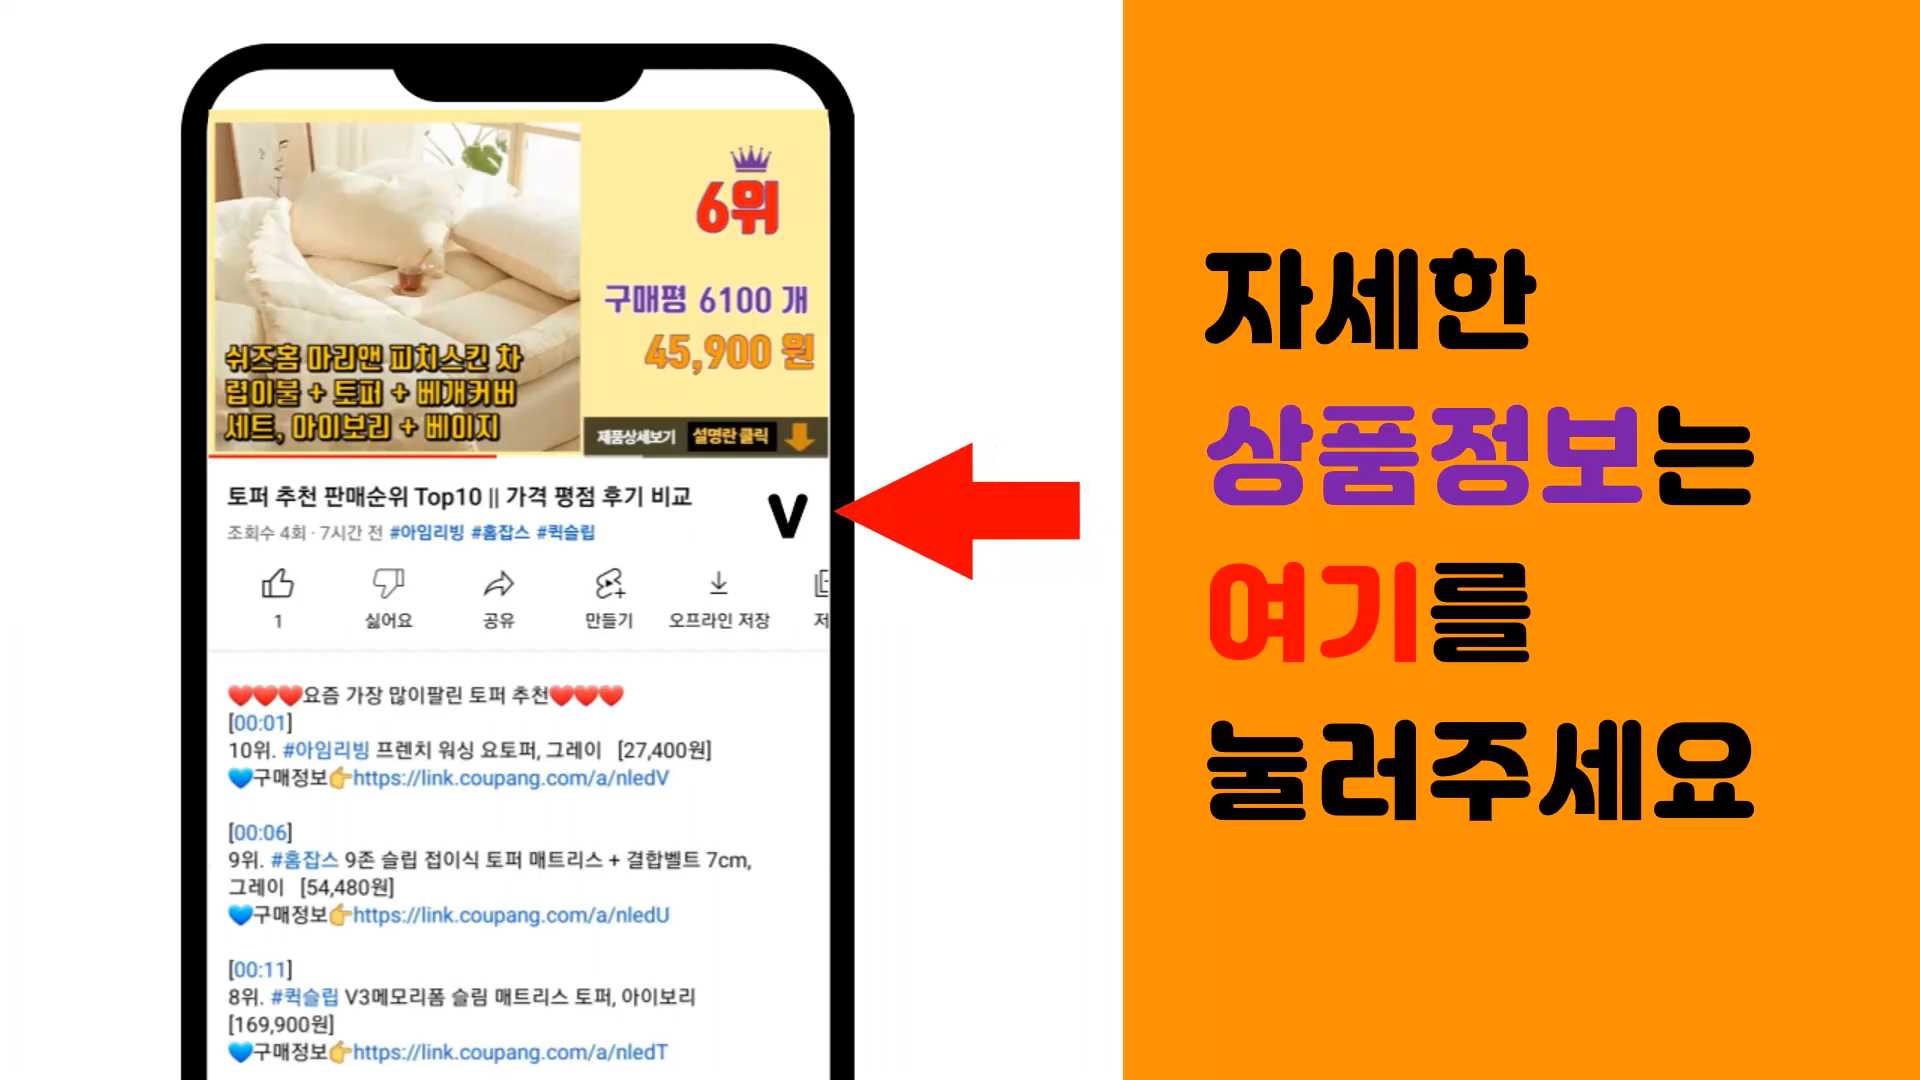 6위
구매평 6100 개
45,900 원
쉬즈홈 마리앤 피치스킨 차
렵이불 + 토퍼 + 베개커버
세트, 아이보리 + 베이지
제품상세보기 설명란 클릭
토퍼 추천 판매순위 Top10 || 가격 평점 후기 비교
V
조회수 4회 · 7시간 전 #아임리빙 #홈잡스 #퀵슬립
1 싫어요 공유 만들기 오프라인 저장 저
❤️❤️❤️요즘 가장 많이팔린 토퍼 추천❤️❤️❤️
[00:01]
10위. #아임리빙 프렌치 워싱 요토퍼, 그레이 [27,400원]
💙구매정보👉https://link.coupang.com/a/nledV
[00:06]
9위. #홈잡스 9존 슬립 접이식 토퍼 매트리스 + 결합벨트 7cm,
그레이 [54,480원]
💙구매정보👉https://link.coupang.com/a/nledU
[00:11]
8위. #퀵슬립 V3메모리폼 슬림 매트리스 토퍼, 아이보리
[169,900원]
💙구매정보👉https://link.coupang.com/a/nledT
자세한
상품정보는
여기를
눌러주세요